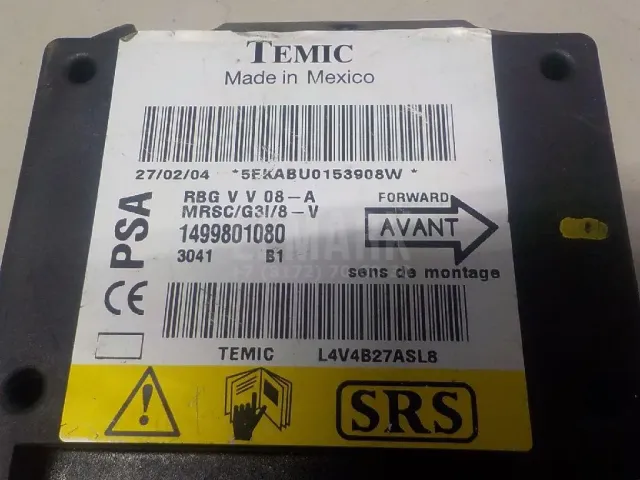 TEMIC
Made in Mexico
27/02/04 *5EKABU0153908W *
RBG V V 08-A
MRSC/G3I/8-V
FORWARD
AVANT
1499801080
3041 B1
sens de montage
PSA
CE
TEMIC L4V4B27ASL8
SRS